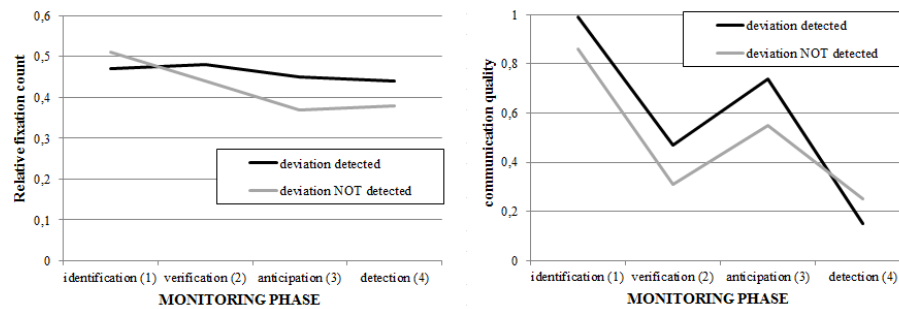 Relative fixation count
0,6
0,5
0,4
0,3
0,2
0,1
0
deviation detected
deviation NOT detected
identification (1) verification (2) anticipation (3) detection (4)
MONITORING PHASE
communication quality
1
0,8
0,6
0,4
0,2
0
deviation detected
deviation NOT detected
identification (1) verification (2) anticipation (3) detection (4)
MONITORING PHASE